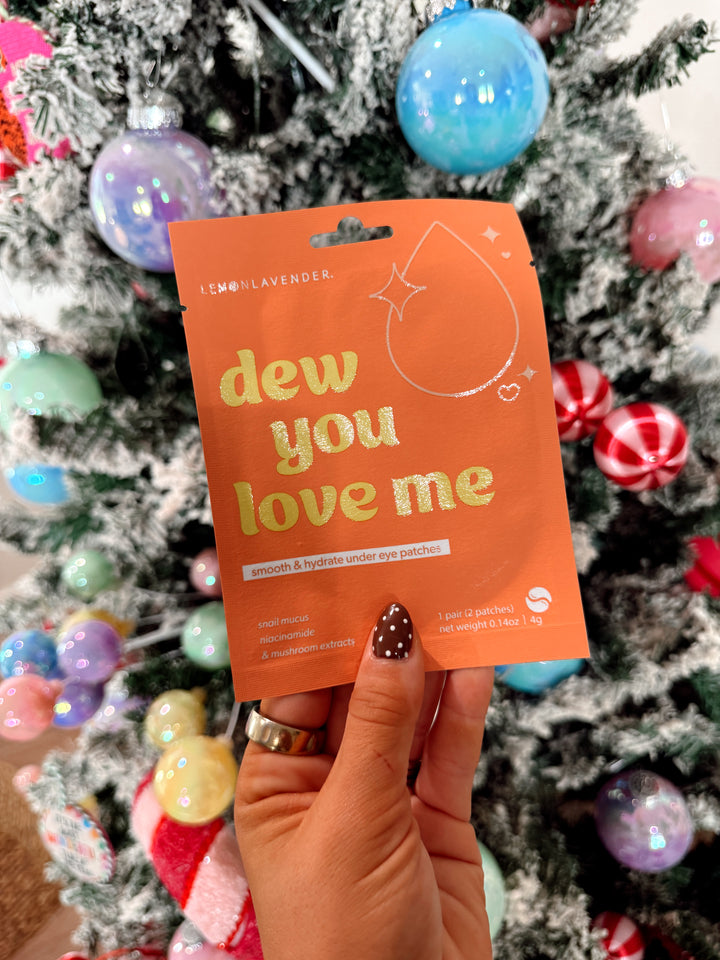 LEMONLAVENDER.
dew
you
love me
smooth & hydrate under eye patches
snail mucus
niacinamide
& mushroom extracts
1 pair (2 patches)
net weight 0.14oz | 4g